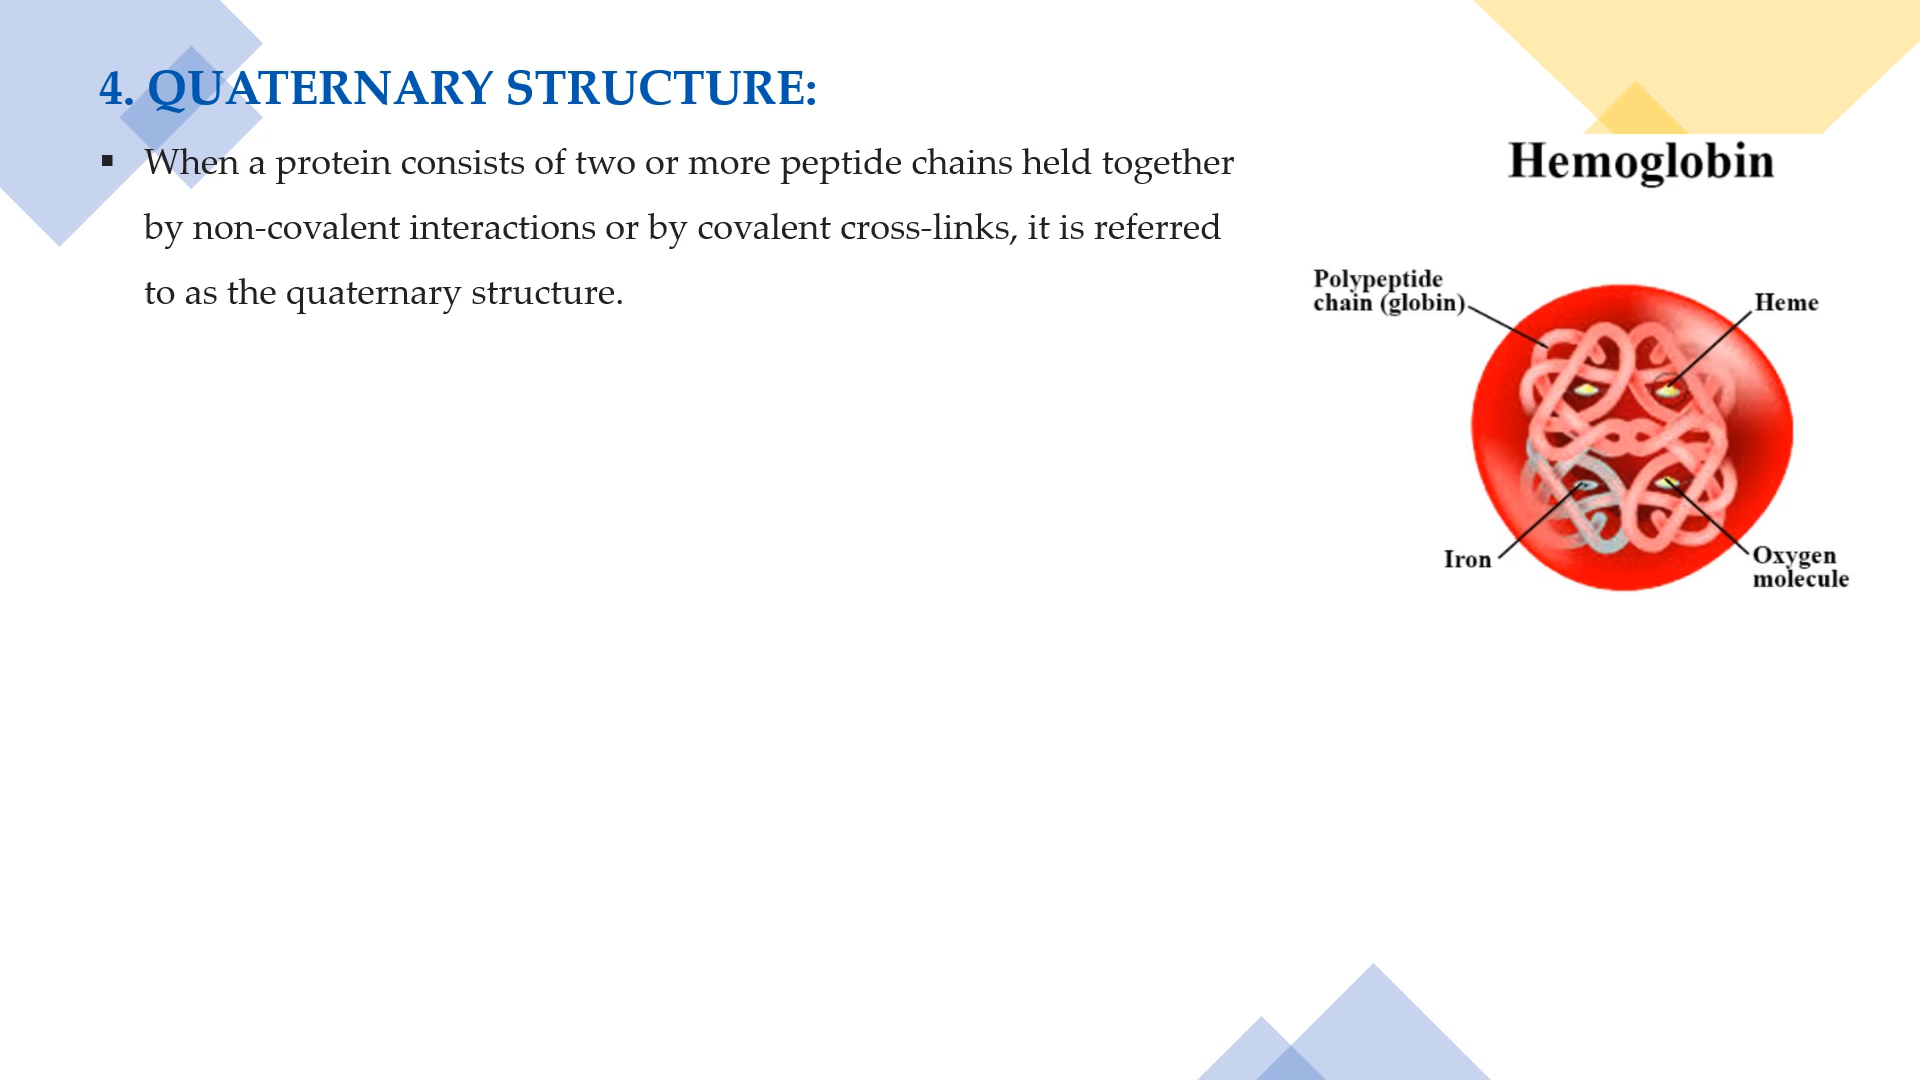 4. QUATERNARY STRUCTURE:
▪ When a protein consists of two or more peptide chains held together
by non-covalent interactions or by covalent cross-links, it is referred
to as the quaternary structure.
Hemoglobin
Polypeptide
chain (globin)
Heme
Iron
Oxygen
molecule